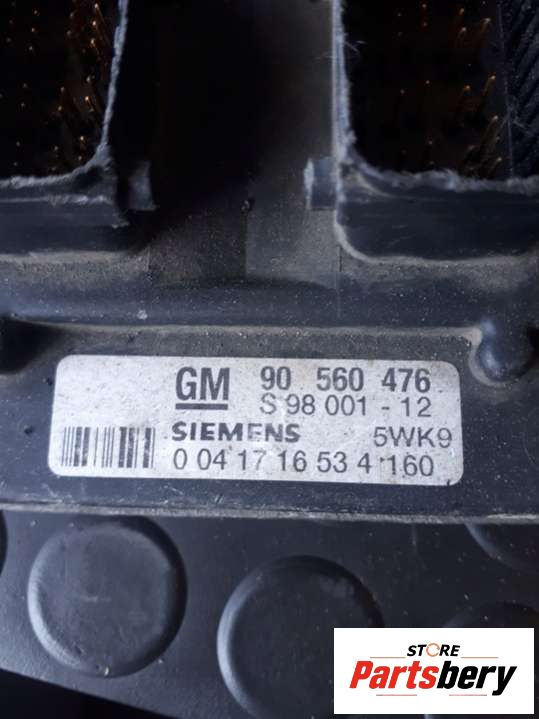 GM 90 560 476
S 98 001 - 12
SIEMENS 5WK9
0 04 17 16 53 4 160
STORE
Partsbery